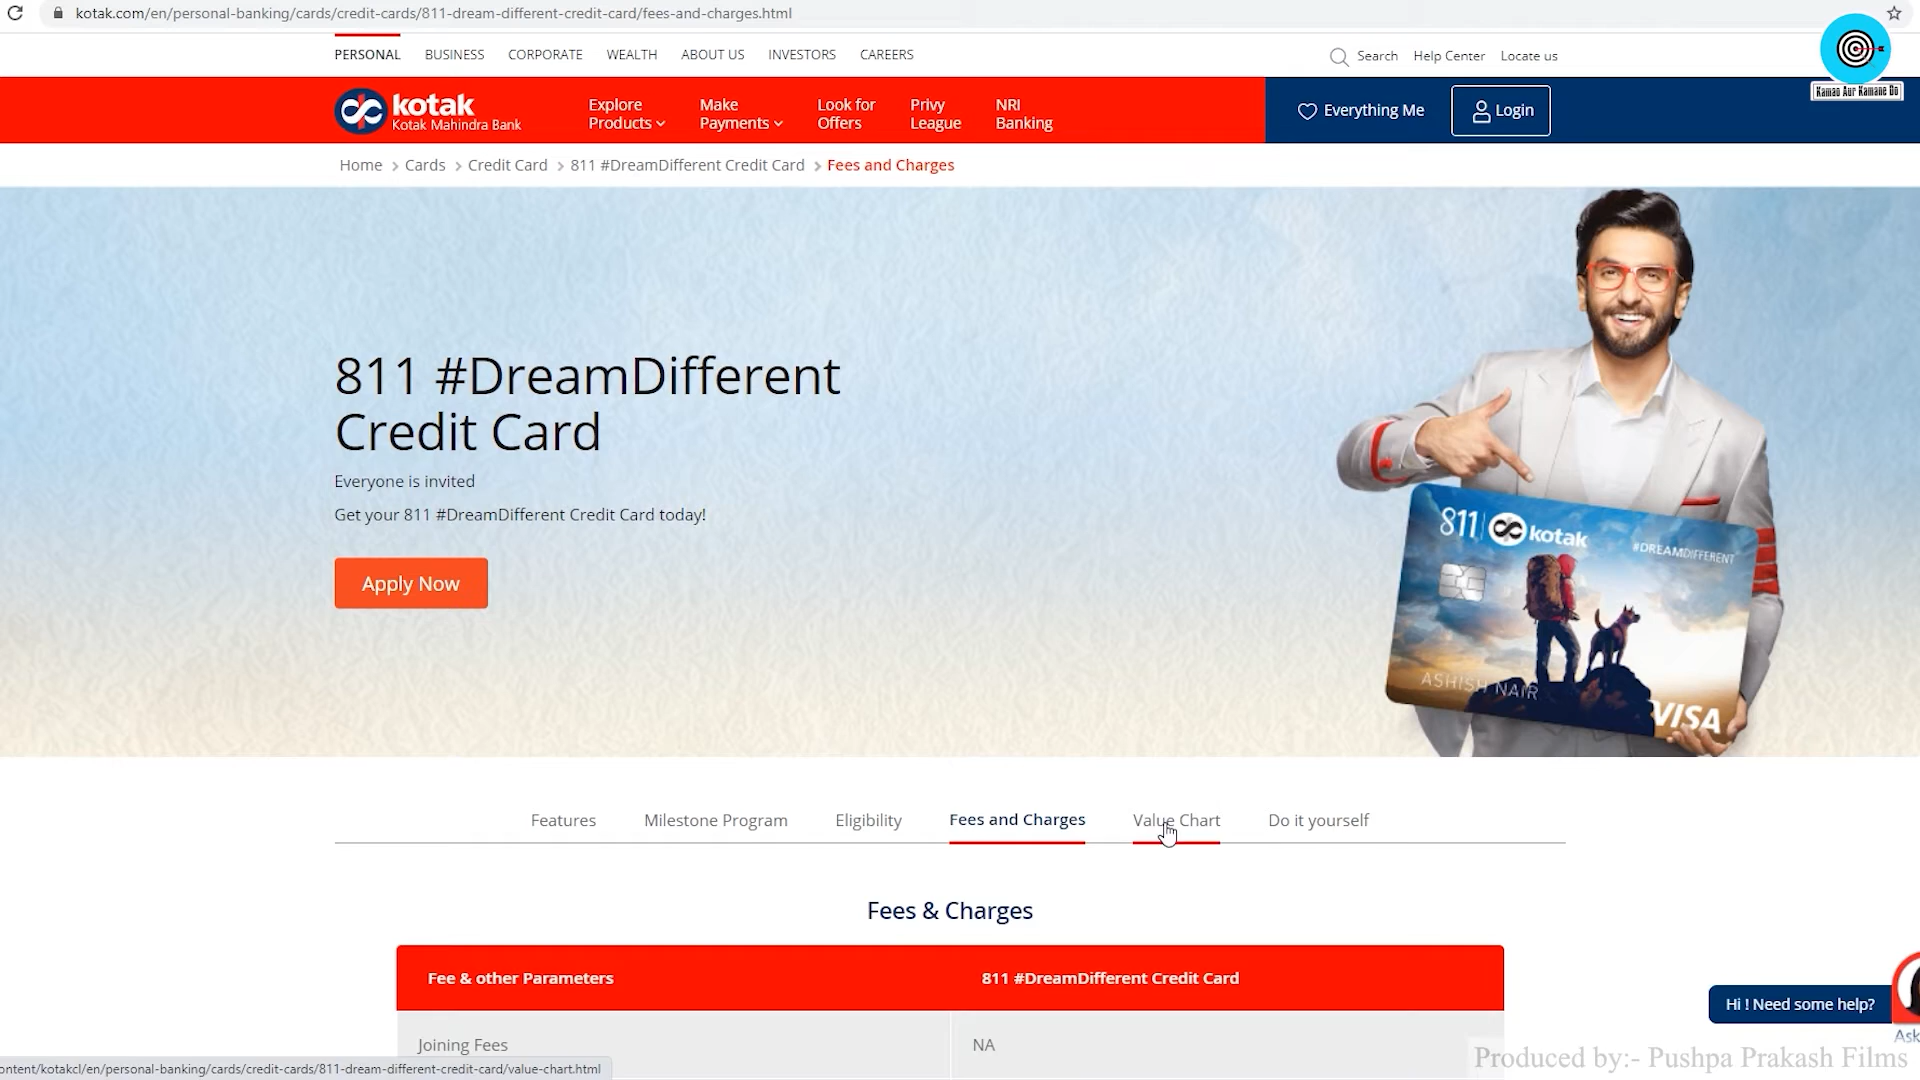 kotak.com/en/personal-banking/cards/credit-cards/811-dream-different-credit-card/fees-and-charges.html
PERSONAL BUSINESS CORPORATE WEALTH ABOUT US INVESTORS CAREERS
Search Help Center Locate us
Kamao Aur Kamane Do
kotak
Kotak Mahindra Bank
Explore Products
Make Payments
Look for Offers
Privy League
NRI Banking
Everything Me
Login
Home > Cards > Credit Card > 811 #DreamDifferent Credit Card > Fees and Charges
811 #DreamDifferent
Credit Card
Everyone is invited
Get your 811 #DreamDifferent Credit Card today!
Apply Now
811 kotak
#DREAMDIFFERENT
ASHISH NAIR
VISA
Features Milestone Program Eligibility Fees and Charges Value Chart Do it yourself
Fees & Charges
Fee & other Parameters 811 #DreamDifferent Credit Card
Joining Fees NA
Hi ! Need some help?
Ask
ontent/kotakcl/en/personal-banking/cards/credit-cards/811-dream-different-credit-card/value-chart.html
Produced by:- Pushpa Prakash Films